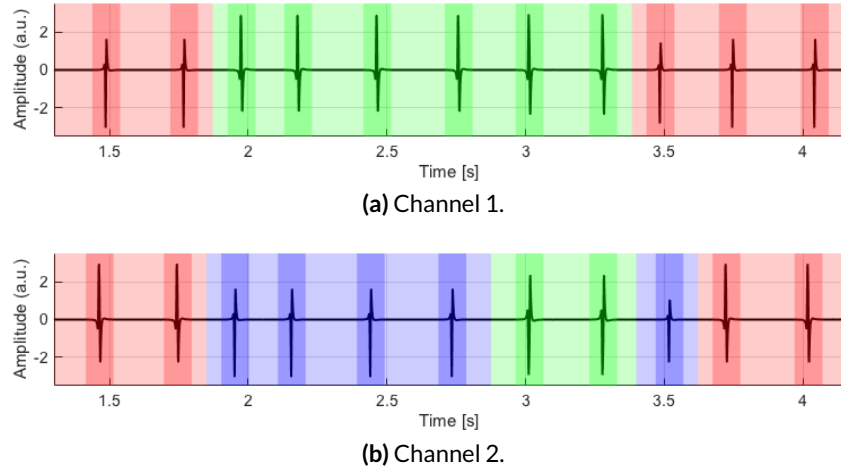 Amplitude (a.u.)
2
0
-2
1.5 2 2.5 3 3.5 4
Time [s]
(a) Channel 1.
Amplitude (a.u.)
2
0
-2
1.5 2 2.5 3 3.5 4
Time [s]
(b) Channel 2.